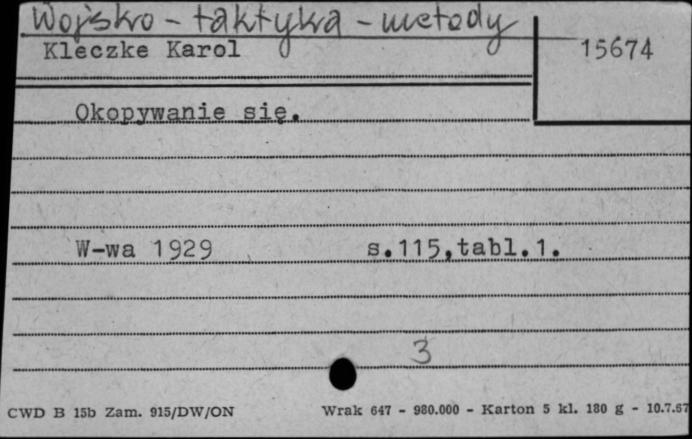 Wojsko - taktyka - metody
Kleczke Karol
15674
Okopywanie się.
W-wa 1929 s.115,tabl.1.
3
CWD B 15b Zam. 915/DW/ON Wrak 647 - 980.000 - Karton 5 kl. 180 g - 10.7.67